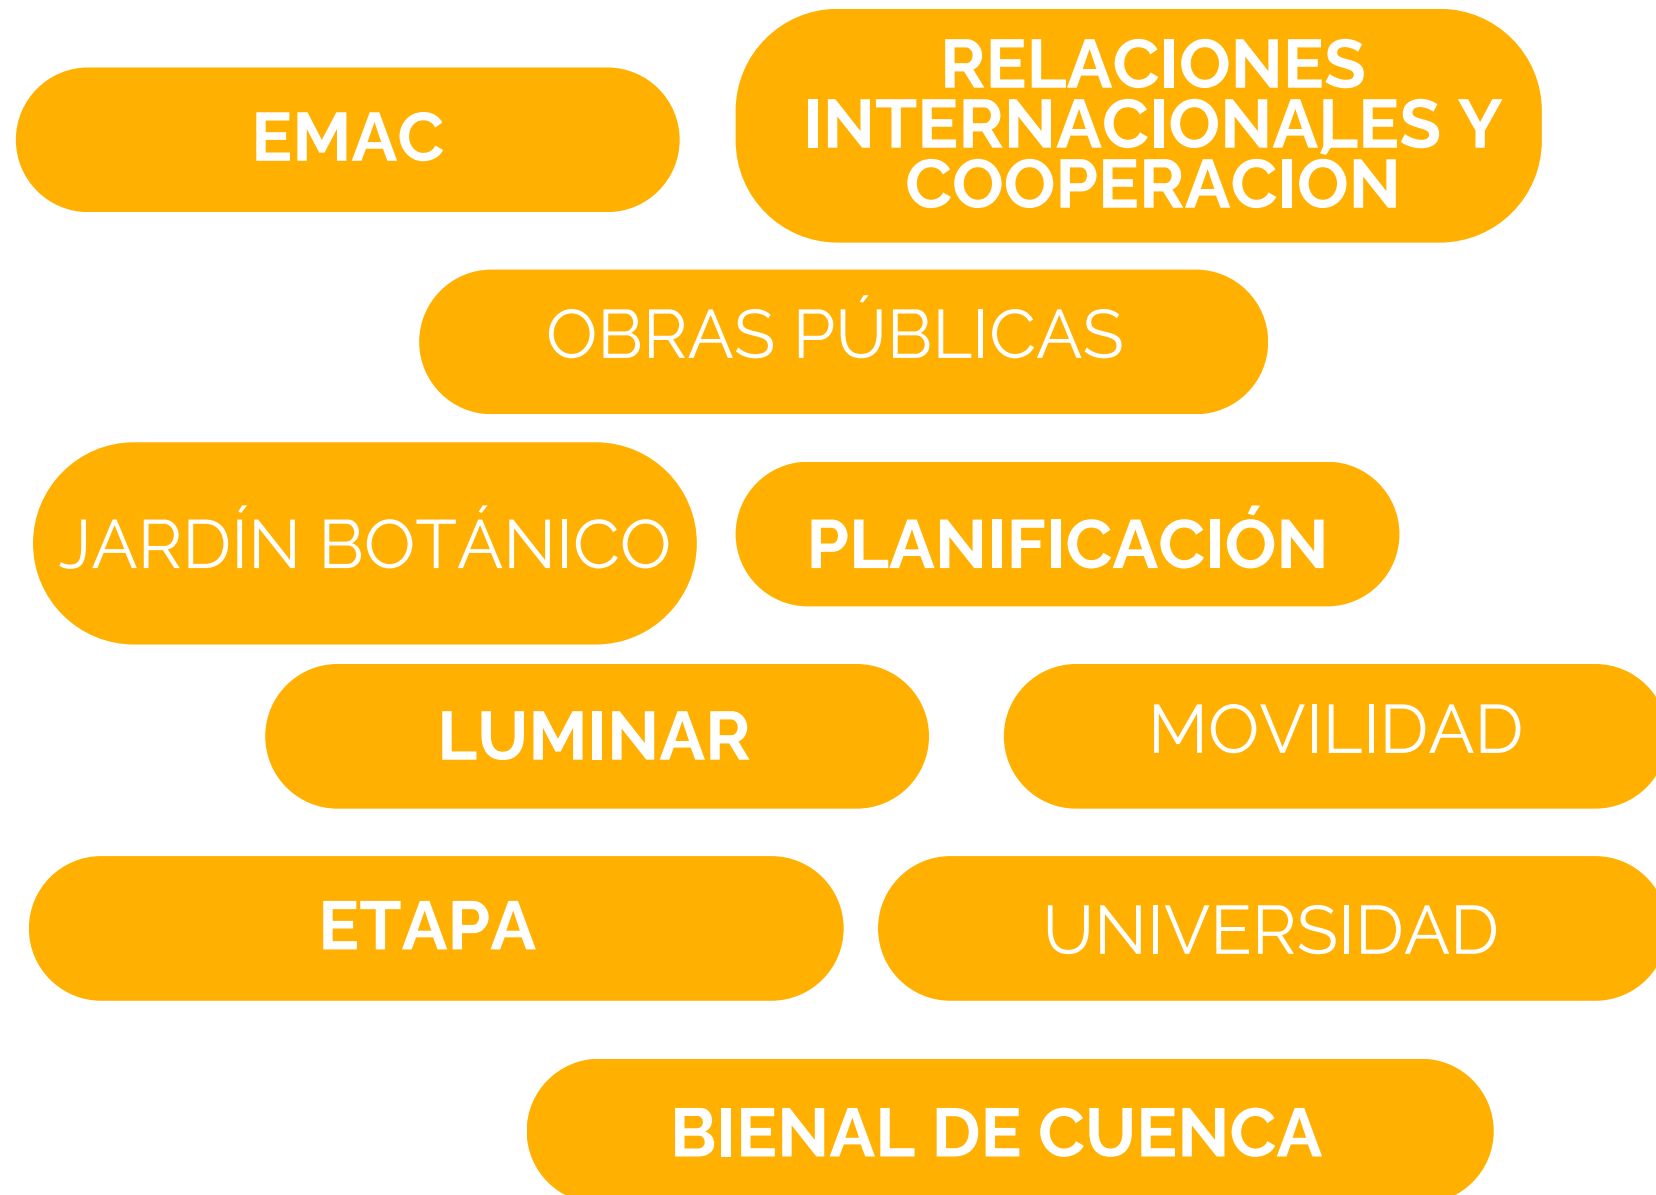 EMAC
RELACIONES
INTERNACIONALES Y
COOPERACIÓN
OBRAS PÚBLICAS
JARDÍN BOTÁNICO
PLANIFICACIÓN
LUMINAR
MOVILIDAD
ETAPA
UNIVERSIDAD
BIENAL DE CUENCA